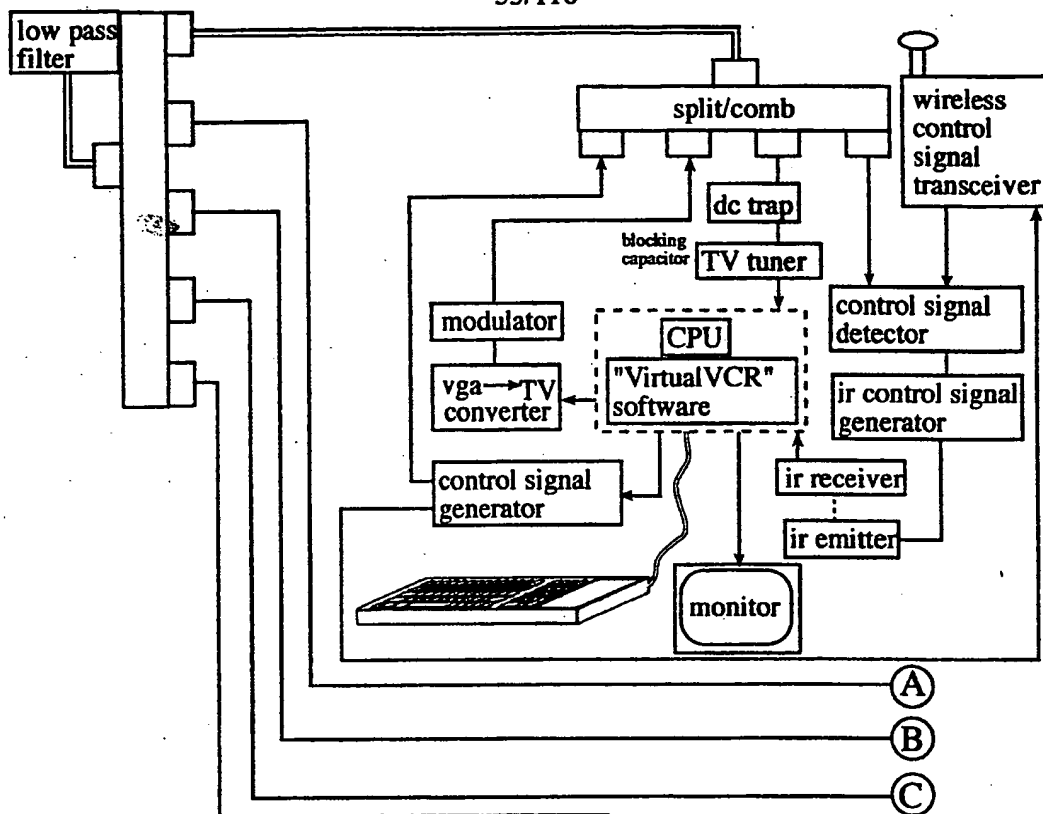 low pass
filter
split/comb
wireless
control
signal
transceiver
dc trap
blocking
capacitor
TV tuner
control signal
detector
modulator
CPU
"VirtualVCR"
software
vga→TV
converter
ir control signal
generator
control signal
generator
ir receiver
ir emitter
monitor
A
B
C